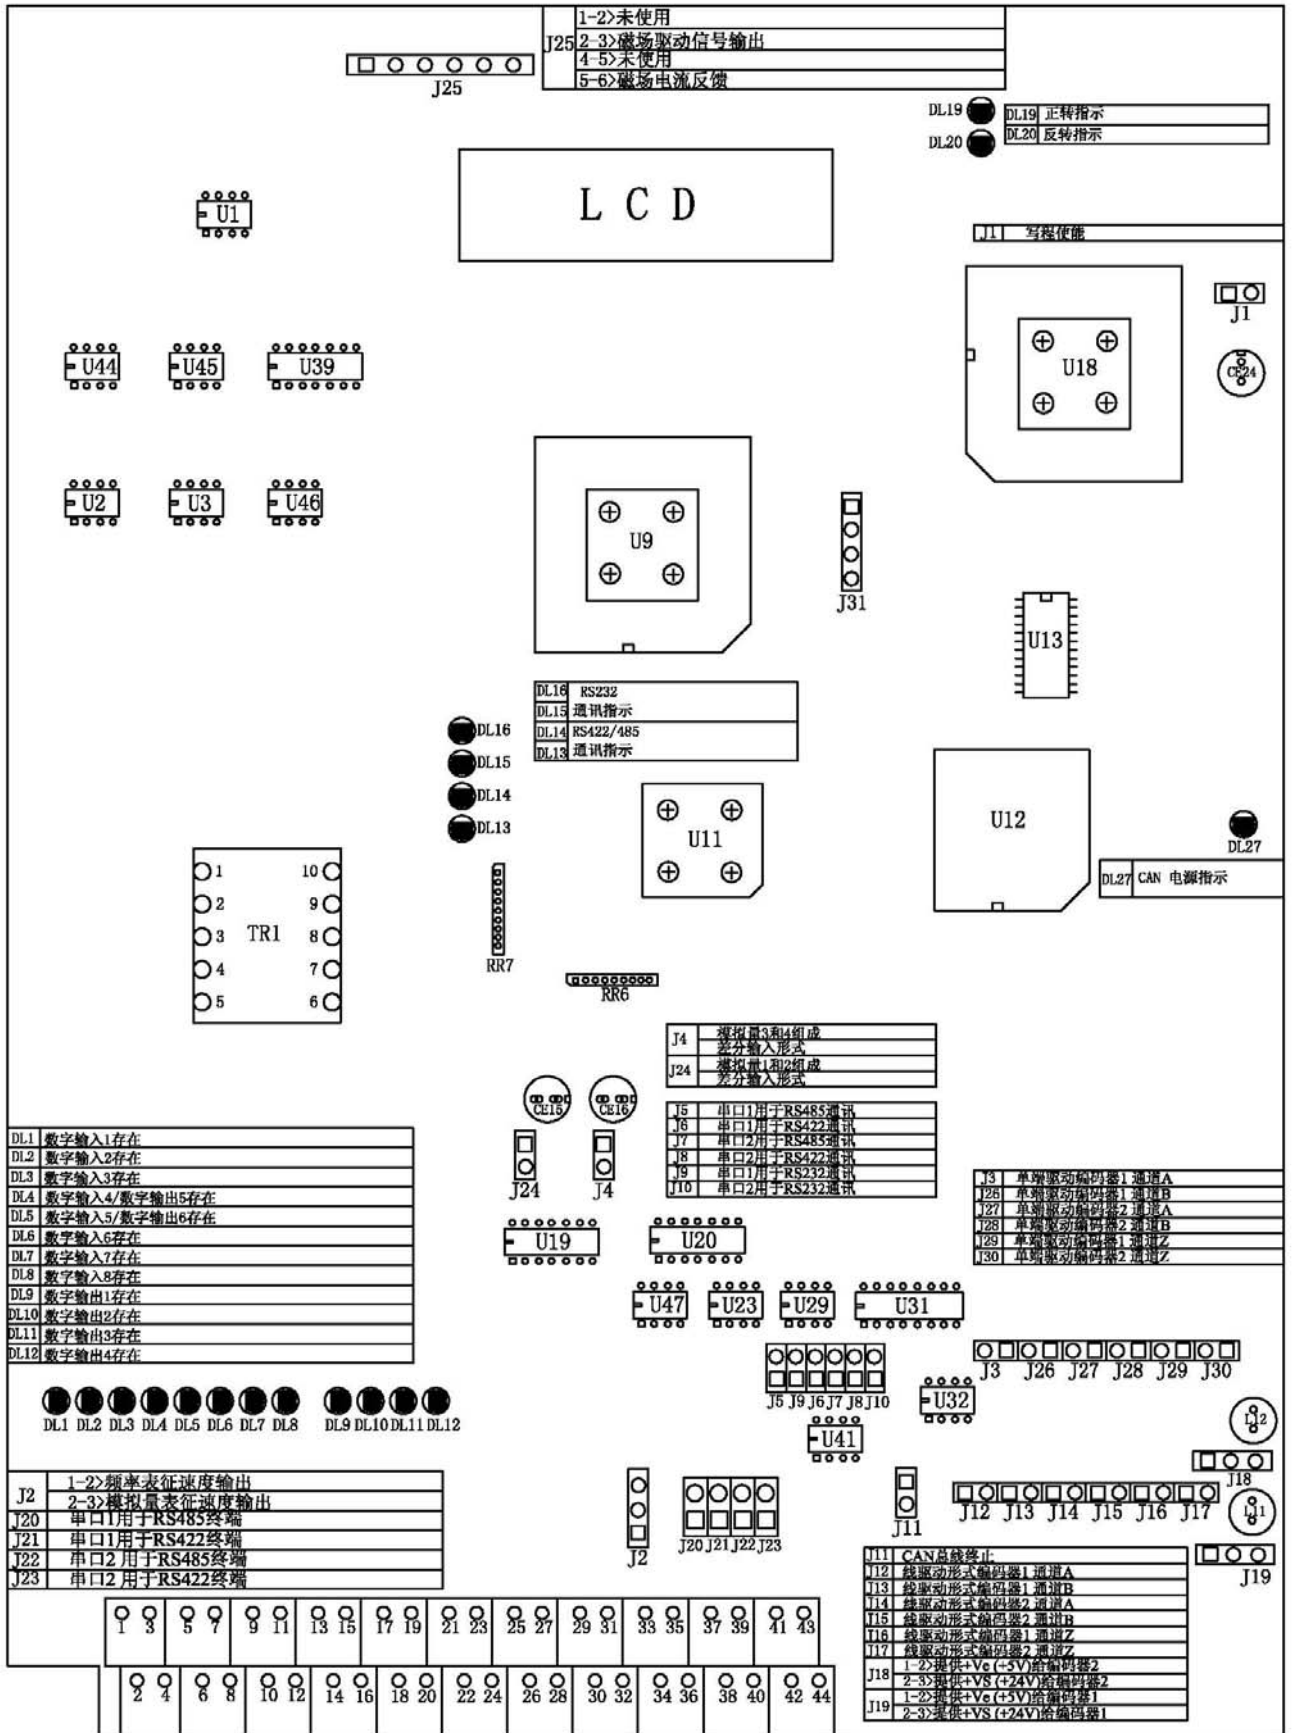 J25
1-2>未使用
2-3>磁场驱动信号输出
4-5>未使用
5-6>磁场电流反馈
J25
DL19
DL20
DL19 正转指示
DL20 反转指示
LCD
U1
J1 写程使能
J1
U18
CE24
U44 U45 U39
U2 U3 U46
U9
J31
U13
DL16 RS232
DL15 通讯指示
DL14 RS422/485
DL13 通讯指示
DL16
DL15
DL14
DL13
U11
U12
DL27
DL27 CAN 电源指示
1 10
2 9
3 TR1 8
4 7
5 6
RR7
RR6
J4 模拟量3和4组成
差分输入形式
J24 模拟量1和2组成
差分输入形式
CE15 CE16
J24 J4
J5 串口1用于RS485通讯
J6 串口1用于RS422通讯
J7 串口2用于RS485通讯
J8 串口2用于RS422通讯
J9 串口1用于RS232通讯
J10 串口2用于RS232通讯
DL1 数字输入1存在
DL2 数字输入2存在
DL3 数字输入3存在
DL4 数字输入4/数字输出5存在
DL5 数字输入5/数字输出6存在
DL6 数字输入6存在
DL7 数字输入7存在
DL8 数字输入8存在
DL9 数字输出1存在
DL10 数字输出2存在
DL11 数字输出3存在
DL12 数字输出4存在
J3 单端驱动编码器1 通道A
J26 单端驱动编码器1 通道B
J27 单端驱动编码器2 通道A
J28 单端驱动编码器2 通道B
J29 单端驱动编码器1 通道Z
J30 单端驱动编码器2 通道Z
U19 U20
U47 U23 U29 U31
J3 J26 J27 J28 J29 J30
J5 J9 J6 J7 J8 J10
U32
U41
DL1 DL2 DL3 DL4 DL5 DL6 DL7 DL8 DL9 DL10 DL11 DL12
L12
J18
J2 1-2>频率表征速度输出
2-3>模拟量表征速度输出
J20 串口1用于RS485终端
J21 串口1用于RS422终端
J22 串口2 用于RS485终端
J23 串口2 用于RS422终端
J2
J20 J21 J22 J23
J11
J12 J13 J14 J15 J16 J17
L11
J19
J11 CAN总线终止
J12 线驱动形式编码器1 通道A
J13 线驱动形式编码器1 通道B
J14 线驱动形式编码器2 通道A
J15 线驱动形式编码器2 通道B
J16 线驱动形式编码器1 通道Z
J17 线驱动形式编码器2 通道Z
J18 1-2>提供+Vc(+5V)给编码器2
2-3>提供+VS(+24V)给编码器2
J19 1-2>提供+Vc(+5V)给编码器1
2-3>提供+VS(+24V)给编码器1
1 3 5 7 9 11 13 15 17 19 21 23 25 27 29 31 33 35 37 39 41 43
2 4 6 8 10 12 14 16 18 20 22 24 26 28 30 32 34 36 38 40 42 44